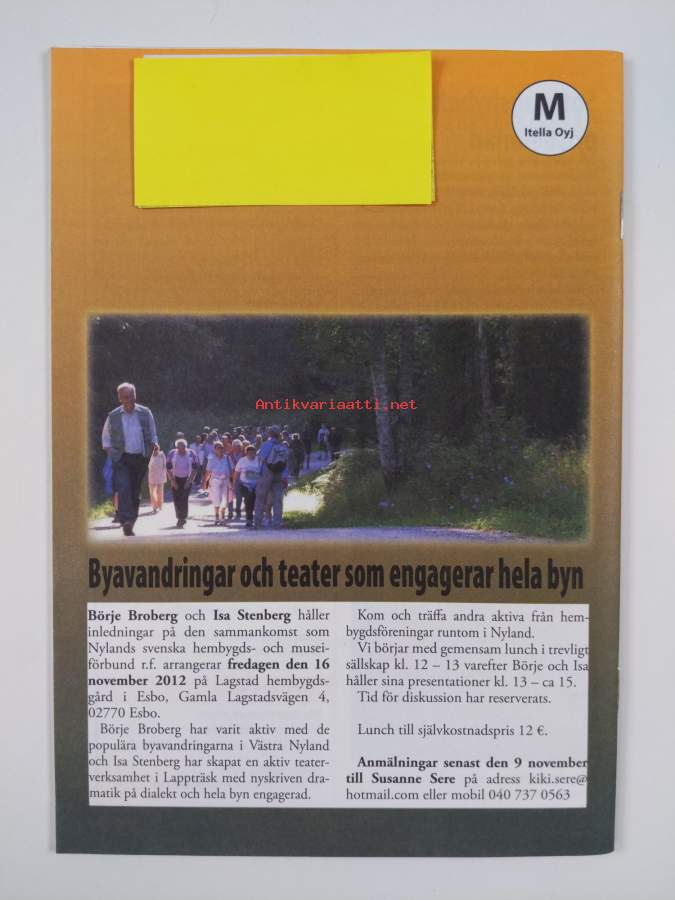 M
Itella Oyj
Antikvariaatti.net
Byavandringar och teater som engagerar hela byn
Börje Broberg och Isa Stenberg håller
inledningar på den sammankomst som
Nylands svenska hembygds- och musei-
förbund r.f. arrangerar fredagen den 16
november 2012 på Lagstad hembygds-
gård i Esbo, Gamla Lagstadsvägen 4,
02770 Esbo.
Börje Broberg har varit aktiv med de
populära byavandringarna i Västra Nyland
och Isa Stenberg har skapat en aktiv teater-
verksamhet i Lappträsk med nyskriven dra-
matik på dialekt och hela byn engagerad.
Kom och träffa andra aktiva från hem-
bygdsföreningar runtom i Nyland.
Vi börjar med gemensam lunch i trevligt
sällskap kl. 12 – 13 varefter Börje och Isa
håller sina presentationer kl. 13 – ca 15.
Tid för diskussion har reserverats.
Lunch till självkostnadspris 12 €.
Anmälningar senast den 9 november
till Susanne Sere på adress kiki.sere@
hotmail.com eller mobil 040 737 0563